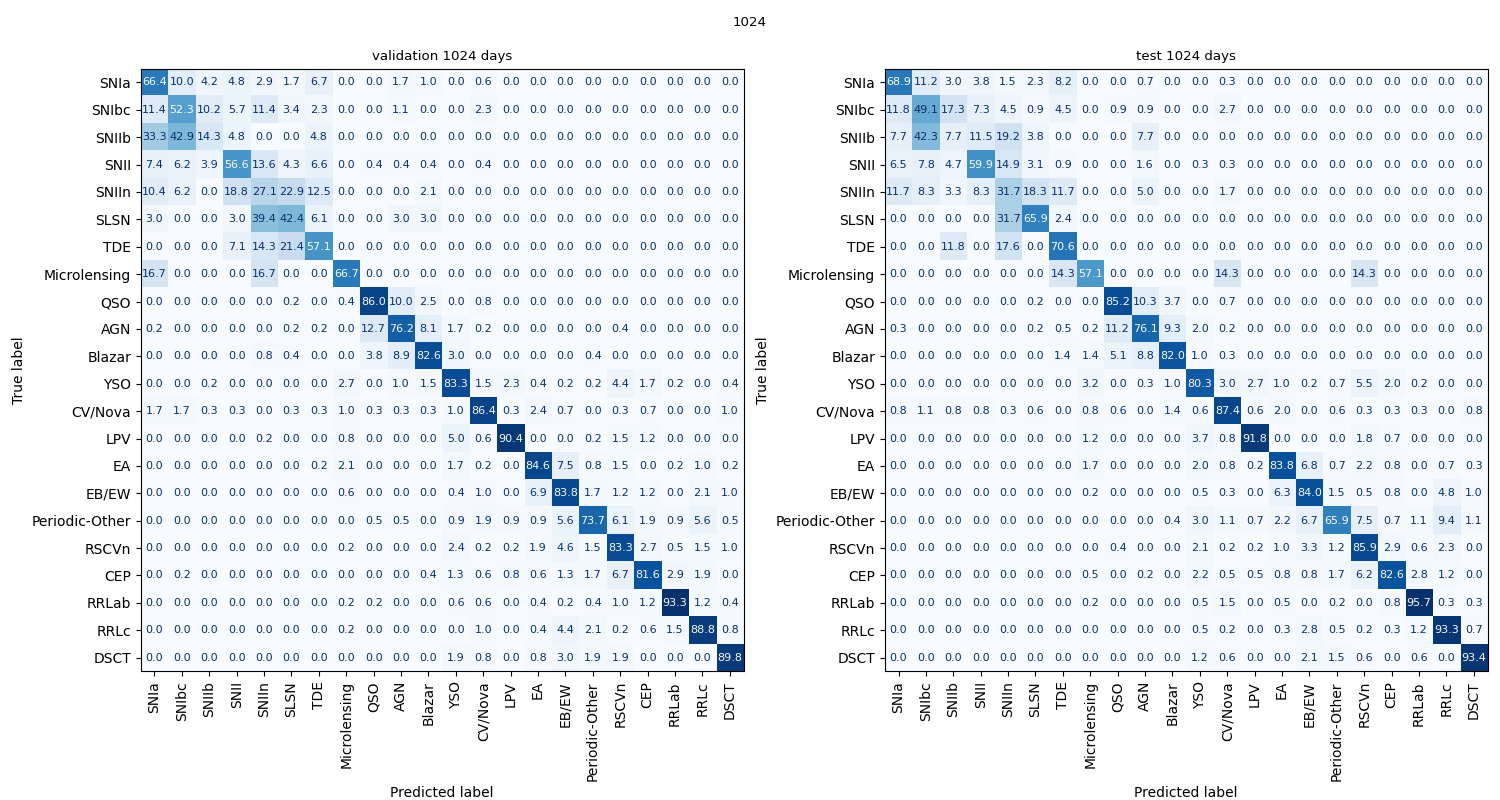 1024
validation 1024 days
test 1024 days
True label
SNIa 66.4 10.0 4.2 4.8 2.9 1.7 6.7 0.0 0.0 1.7 1.0 0.0 0.6 0.0 0.0 0.0 0.0 0.0 0.0 0.0 0.0 0.0
SNIbc 11.4 52.3 10.2 5.7 11.4 3.4 2.3 0.0 0.0 1.1 0.0 0.0 2.3 0.0 0.0 0.0 0.0 0.0 0.0 0.0 0.0 0.0
SNIIb 33.3 42.9 14.3 4.8 0.0 0.0 4.8 0.0 0.0 0.0 0.0 0.0 0.0 0.0 0.0 0.0 0.0 0.0 0.0 0.0 0.0 0.0
SNII 7.4 6.2 3.9 56.6 13.6 4.3 6.6 0.0 0.4 0.4 0.4 0.0 0.4 0.0 0.0 0.0 0.0 0.0 0.0 0.0 0.0 0.0
SNIIn 10.4 6.2 0.0 18.8 27.1 22.9 12.5 0.0 0.0 0.0 2.1 0.0 0.0 0.0 0.0 0.0 0.0 0.0 0.0 0.0 0.0 0.0
SLSN 3.0 0.0 0.0 3.0 39.4 42.4 6.1 0.0 0.0 3.0 3.0 0.0 0.0 0.0 0.0 0.0 0.0 0.0 0.0 0.0 0.0 0.0
TDE 0.0 0.0 0.0 7.1 14.3 21.4 57.1 0.0 0.0 0.0 0.0 0.0 0.0 0.0 0.0 0.0 0.0 0.0 0.0 0.0 0.0 0.0
Microlensing 16.7 0.0 0.0 0.0 16.7 0.0 0.0 66.7 0.0 0.0 0.0 0.0 0.0 0.0 0.0 0.0 0.0 0.0 0.0 0.0 0.0 0.0
QSO 0.0 0.0 0.0 0.0 0.0 0.2 0.0 0.4 86.0 10.0 2.5 0.0 0.8 0.0 0.0 0.0 0.0 0.0 0.0 0.0 0.0 0.0
AGN 0.2 0.0 0.0 0.0 0.0 0.2 0.2 0.0 12.7 76.2 8.1 1.7 0.2 0.0 0.0 0.0 0.0 0.4 0.0 0.0 0.0 0.0
Blazar 0.0 0.0 0.0 0.0 0.8 0.4 0.0 0.0 3.8 8.9 82.6 3.0 0.0 0.0 0.0 0.0 0.4 0.0 0.0 0.0 0.0 0.0
YSO 0.0 0.0 0.2 0.0 0.0 0.0 0.0 2.7 0.0 1.0 1.5 83.3 1.5 2.3 0.4 0.2 0.2 4.4 1.7 0.2 0.0 0.4
CV/Nova 1.7 1.7 0.3 0.3 0.0 0.3 0.3 1.0 0.3 0.3 0.3 1.0 86.4 0.3 2.4 0.7 0.0 0.3 0.7 0.0 0.0 1.0
LPV 0.0 0.0 0.0 0.0 0.2 0.0 0.0 0.8 0.0 0.0 0.0 5.0 0.6 90.4 0.0 0.0 0.2 1.5 1.2 0.0 0.0 0.0
EA 0.0 0.0 0.0 0.0 0.0 0.0 0.2 2.1 0.0 0.0 0.0 1.7 0.2 0.0 84.6 7.5 0.8 1.5 0.0 0.2 1.0 0.2
EB/EW 0.0 0.0 0.0 0.0 0.0 0.0 0.0 0.6 0.0 0.0 0.0 0.4 1.0 0.0 6.9 83.8 1.7 1.2 1.2 0.0 2.1 1.0
Periodic-Other 0.0 0.0 0.0 0.0 0.0 0.0 0.0 0.0 0.5 0.5 0.0 0.9 1.9 0.9 0.9 5.6 73.7 6.1 1.9 0.9 5.6 0.5
RSCVn 0.0 0.0 0.0 0.0 0.0 0.0 0.0 0.2 0.0 0.0 0.0 2.4 0.2 0.2 1.9 4.6 1.5 83.3 2.7 0.5 1.5 1.0
CEP 0.0 0.2 0.0 0.0 0.0 0.0 0.0 0.0 0.0 0.0 0.4 1.3 0.6 0.8 0.6 1.3 1.7 6.7 81.6 2.9 1.9 0.0
RRLab 0.0 0.0 0.0 0.0 0.0 0.0 0.0 0.2 0.2 0.0 0.0 0.6 0.6 0.0 0.4 0.2 0.4 1.0 1.2 93.3 1.2 0.4
RRLc 0.0 0.0 0.0 0.0 0.0 0.0 0.0 0.2 0.0 0.0 0.0 0.0 1.0 0.0 0.4 4.4 2.1 0.2 0.6 1.5 88.8 0.8
DSCT 0.0 0.0 0.0 0.0 0.0 0.0 0.0 0.0 0.0 0.0 0.0 1.9 0.8 0.0 0.8 3.0 1.9 1.9 0.0 0.0 0.0 89.8
SNIa SNIbc SNIIb SNII SNIIn SLSN TDE Microlensing QSO AGN Blazar YSO CV/Nova LPV EA EB/EW Periodic-Other RSCVn CEP RRLab RRLc DSCT
Predicted label
True label
SNIa 68.9 11.2 3.0 3.8 1.5 2.3 8.2 0.0 0.0 0.7 0.0 0.0 0.3 0.0 0.0 0.0 0.0 0.0 0.0 0.0 0.0 0.0
SNIbc 11.8 49.1 17.3 7.3 4.5 0.9 4.5 0.0 0.9 0.9 0.0 0.0 2.7 0.0 0.0 0.0 0.0 0.0 0.0 0.0 0.0 0.0
SNIIb 7.7 42.3 7.7 11.5 19.2 3.8 0.0 0.0 0.0 7.7 0.0 0.0 0.0 0.0 0.0 0.0 0.0 0.0 0.0 0.0 0.0 0.0
SNII 6.5 7.8 4.7 59.9 14.9 3.1 0.9 0.0 0.0 1.6 0.0 0.3 0.3 0.0 0.0 0.0 0.0 0.0 0.0 0.0 0.0 0.0
SNIIn 11.7 8.3 3.3 8.3 31.7 18.3 11.7 0.0 0.0 5.0 0.0 0.0 1.7 0.0 0.0 0.0 0.0 0.0 0.0 0.0 0.0 0.0
SLSN 0.0 0.0 0.0 0.0 31.7 65.9 2.4 0.0 0.0 0.0 0.0 0.0 0.0 0.0 0.0 0.0 0.0 0.0 0.0 0.0 0.0 0.0
TDE 0.0 0.0 11.8 0.0 17.6 0.0 70.6 0.0 0.0 0.0 0.0 0.0 0.0 0.0 0.0 0.0 0.0 0.0 0.0 0.0 0.0 0.0
Microlensing 0.0 0.0 0.0 0.0 0.0 0.0 14.3 57.1 0.0 0.0 0.0 0.0 14.3 0.0 0.0 0.0 0.0 14.3 0.0 0.0 0.0 0.0
QSO 0.0 0.0 0.0 0.0 0.2 0.0 0.0 0.0 85.2 10.3 3.7 0.0 0.7 0.0 0.0 0.0 0.0 0.0 0.0 0.0 0.0 0.0
AGN 0.3 0.0 0.0 0.0 0.0 0.2 0.5 0.2 11.2 76.1 9.3 2.0 0.2 0.0 0.0 0.0 0.0 0.0 0.0 0.0 0.0 0.0
Blazar 0.0 0.0 0.0 0.0 0.0 0.0 1.4 1.4 5.1 8.8 82.0 1.0 0.3 0.0 0.0 0.0 0.0 0.0 0.0 0.0 0.0 0.0
YSO 0.0 0.0 0.0 0.0 0.0 0.0 0.0 3.2 0.0 0.3 1.0 80.3 3.0 2.7 1.0 0.2 0.7 5.5 2.0 0.2 0.0 0.0
CV/Nova 0.8 1.1 0.8 0.8 0.3 0.6 0.0 0.8 0.6 0.0 1.4 0.6 87.4 0.6 2.0 0.0 0.6 0.3 0.3 0.3 0.0 0.8
LPV 0.0 0.0 0.0 0.0 0.0 0.0 0.0 1.2 0.0 0.0 0.0 3.7 0.8 91.8 0.0 0.0 0.0 1.8 0.7 0.0 0.0 0.0
EA 0.0 0.0 0.0 0.0 0.0 0.0 0.0 1.7 0.0 0.0 0.0 2.0 0.8 0.2 83.8 6.8 0.7 2.2 0.8 0.0 0.7 0.3
EB/EW 0.0 0.0 0.0 0.0 0.0 0.0 0.0 0.2 0.0 0.0 0.0 0.5 0.3 0.0 6.3 84.0 1.5 0.5 0.8 0.0 4.8 1.0
Periodic-Other 0.0 0.0 0.0 0.0 0.0 0.0 0.0 0.0 0.0 0.0 0.4 3.0 1.1 0.7 2.2 6.7 65.9 7.5 0.7 1.1 9.4 1.1
RSCVn 0.0 0.0 0.0 0.0 0.0 0.0 0.0 0.0 0.4 0.0 0.0 2.1 0.2 0.2 1.0 3.3 1.2 85.9 2.9 0.6 2.3 0.0
CEP 0.0 0.0 0.0 0.0 0.0 0.0 0.0 0.5 0.0 0.2 0.0 2.2 0.5 0.5 0.8 0.8 1.7 6.2 82.6 2.8 1.2 0.0
RRLab 0.0 0.0 0.0 0.0 0.0 0.0 0.0 0.2 0.0 0.0 0.0 0.5 1.5 0.0 0.5 0.0 0.2 0.0 0.8 95.7 0.3 0.3
RRLc 0.0 0.0 0.0 0.0 0.0 0.0 0.0 0.0 0.0 0.0 0.0 0.5 0.2 0.0 0.3 2.8 0.5 0.2 0.3 1.2 93.3 0.7
DSCT 0.0 0.0 0.0 0.0 0.0 0.0 0.0 0.0 0.0 0.0 0.0 1.2 0.6 0.0 0.0 2.1 1.5 0.6 0.0 0.6 0.0 93.4
SNIa SNIbc SNIIb SNII SNIIn SLSN TDE Microlensing QSO AGN Blazar YSO CV/Nova LPV EA EB/EW Periodic-Other RSCVn CEP RRLab RRLc DSCT
Predicted label